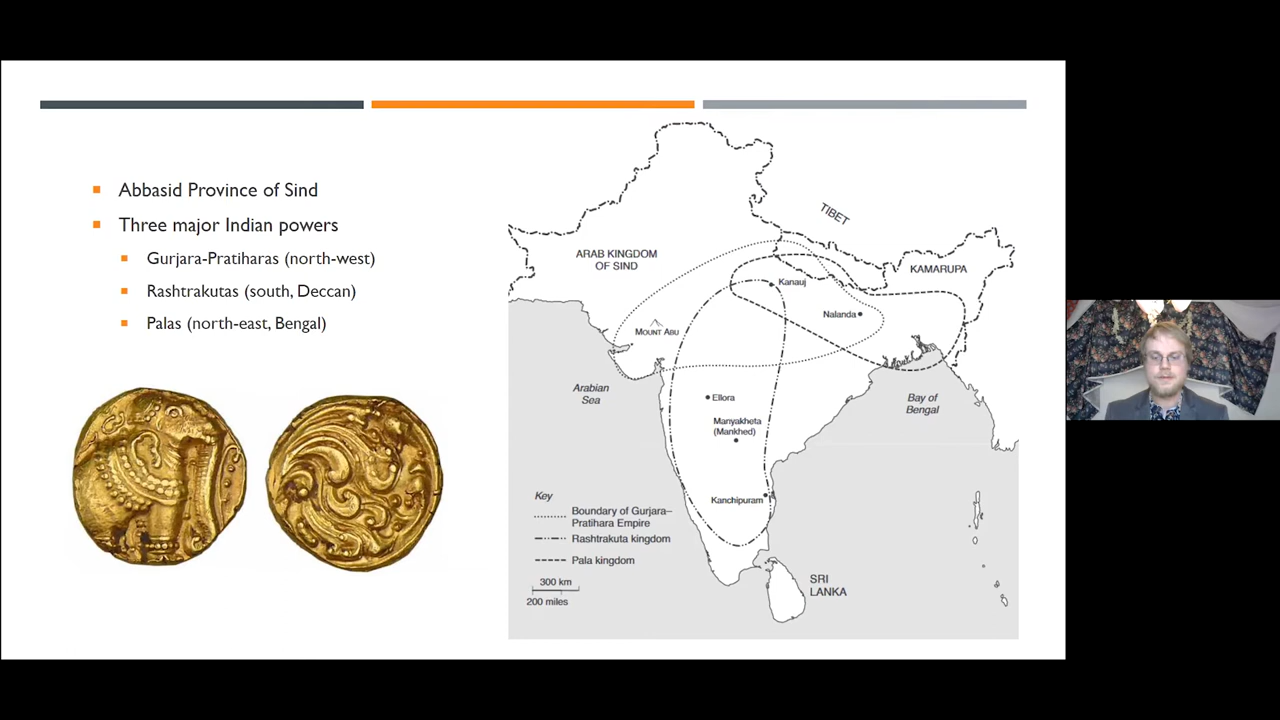 Abbasid Province of Sind
Three major Indian powers
Gurjara-Pratiharas (north-west)
Rashtrakutas (south, Deccan)
Palas (north-east, Bengal)
TIBET
ARAB KINGDOM
OF SIND
KAMARUPA
Kanauj
Nalanda
MOUNT ABU
Arabian
Sea
Ellora
Bay of
Bengal
Manyakheta
(Mankhed)
Kanchipuram
Key
Boundary of Gurjara–
Pratihara Empire
Rashtrakuta kingdom
Pala kingdom
300 km
200 miles
SRI
LANKA